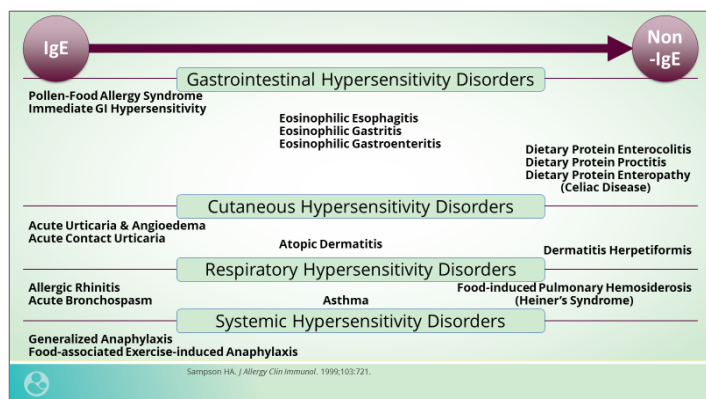 IgE
Non
-IgE
Gastrointestinal Hypersensitivity Disorders
Pollen-Food Allergy Syndrome
Immediate GI Hypersensitivity
Eosinophilic Esophagitis
Eosinophilic Gastritis
Eosinophilic Gastroenteritis
Dietary Protein Enterocolitis
Dietary Protein Proctitis
Dietary Protein Enteropathy
(Celiac Disease)
Cutaneous Hypersensitivity Disorders
Acute Urticaria & Angioedema
Acute Contact Urticaria
Atopic Dermatitis
Dermatitis Herpetiformis
Respiratory Hypersensitivity Disorders
Allergic Rhinitis
Acute Bronchospasm
Asthma
Food-induced Pulmonary Hemosiderosis
(Heiner's Syndrome)
Systemic Hypersensitivity Disorders
Generalized Anaphylaxis
Food-associated Exercise-induced Anaphylaxis
Sampson HA. J Allergy Clin Immunol. 1999;103:721.